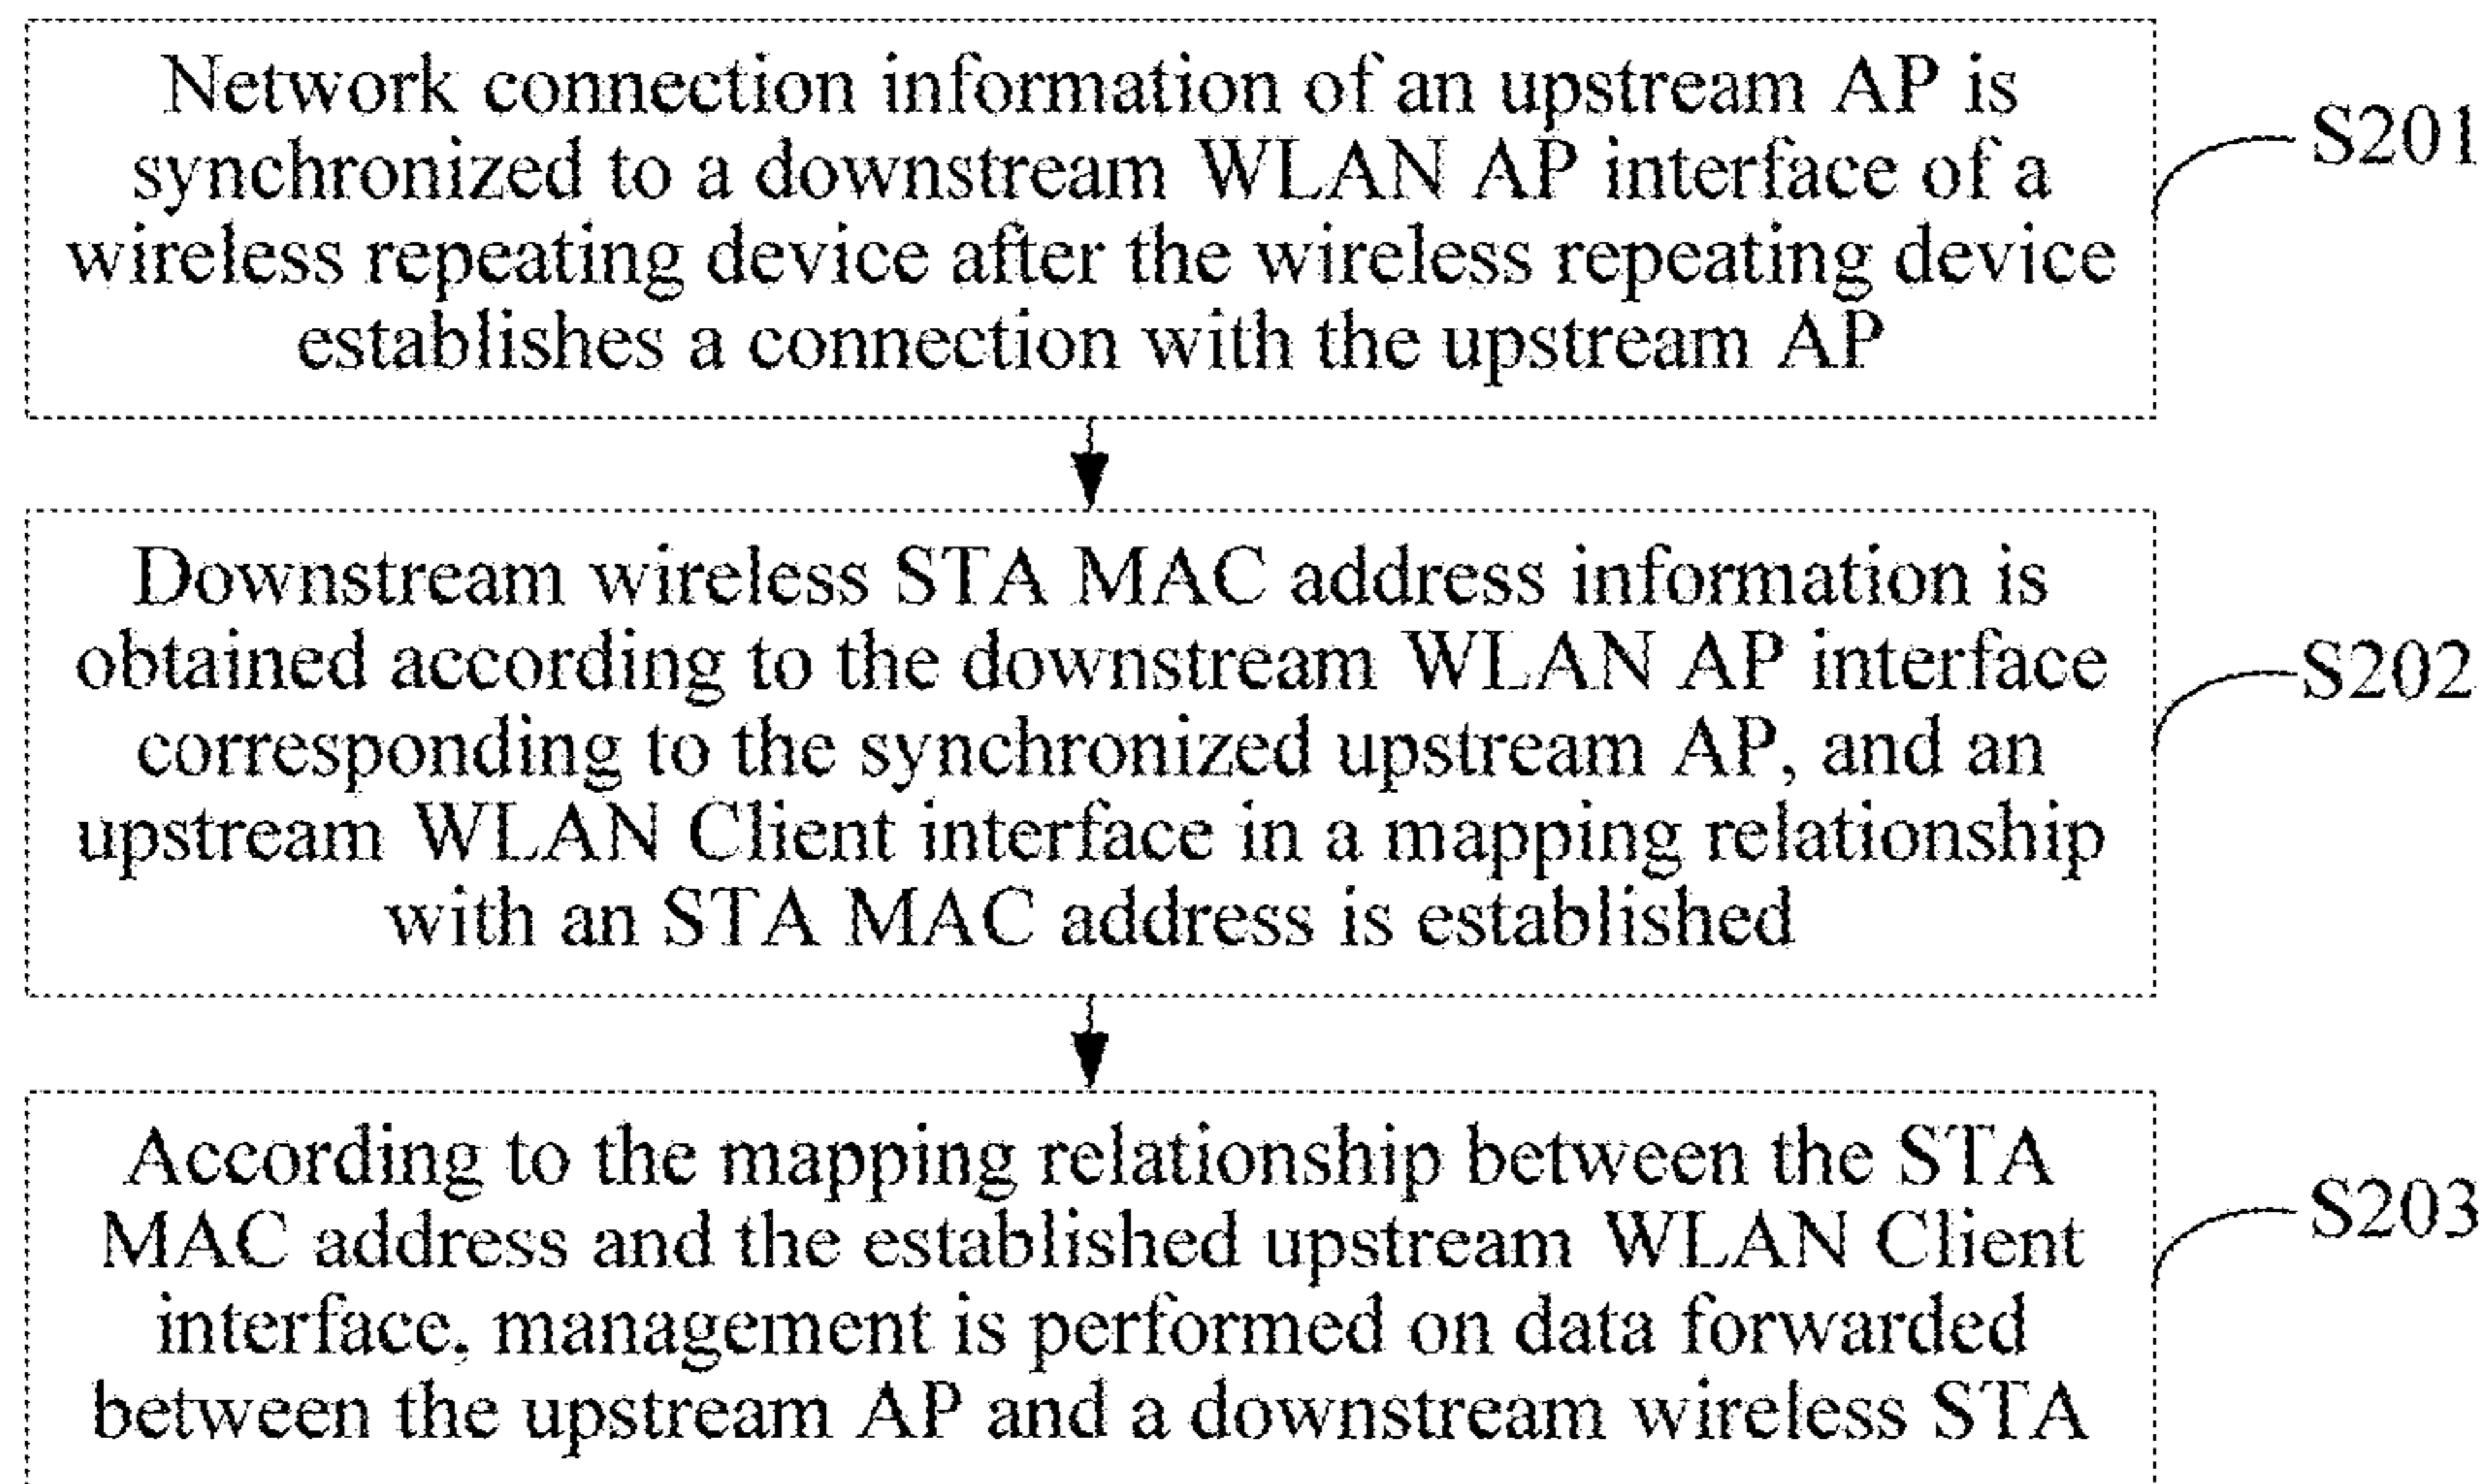 Network connection information of an upstream AP is
synchronized to a downstream WLAN AP interface of a
wireless repeating device after the wireless repeating device
establishes a connection with the upstream AP
S201
Downstream wireless STA MAC address information is
obtained according to the downstream WLAN AP interface
corresponding to the synchronized upstream AP, and an
upstream WLAN Client interface in a mapping relationship
with an STA MAC address is established
S202
According to the mapping relationship between the STA
MAC address and the established upstream WLAN Client
interface, management is performed on data forwarded
between the upstream AP and a downstream wireless STA
S203